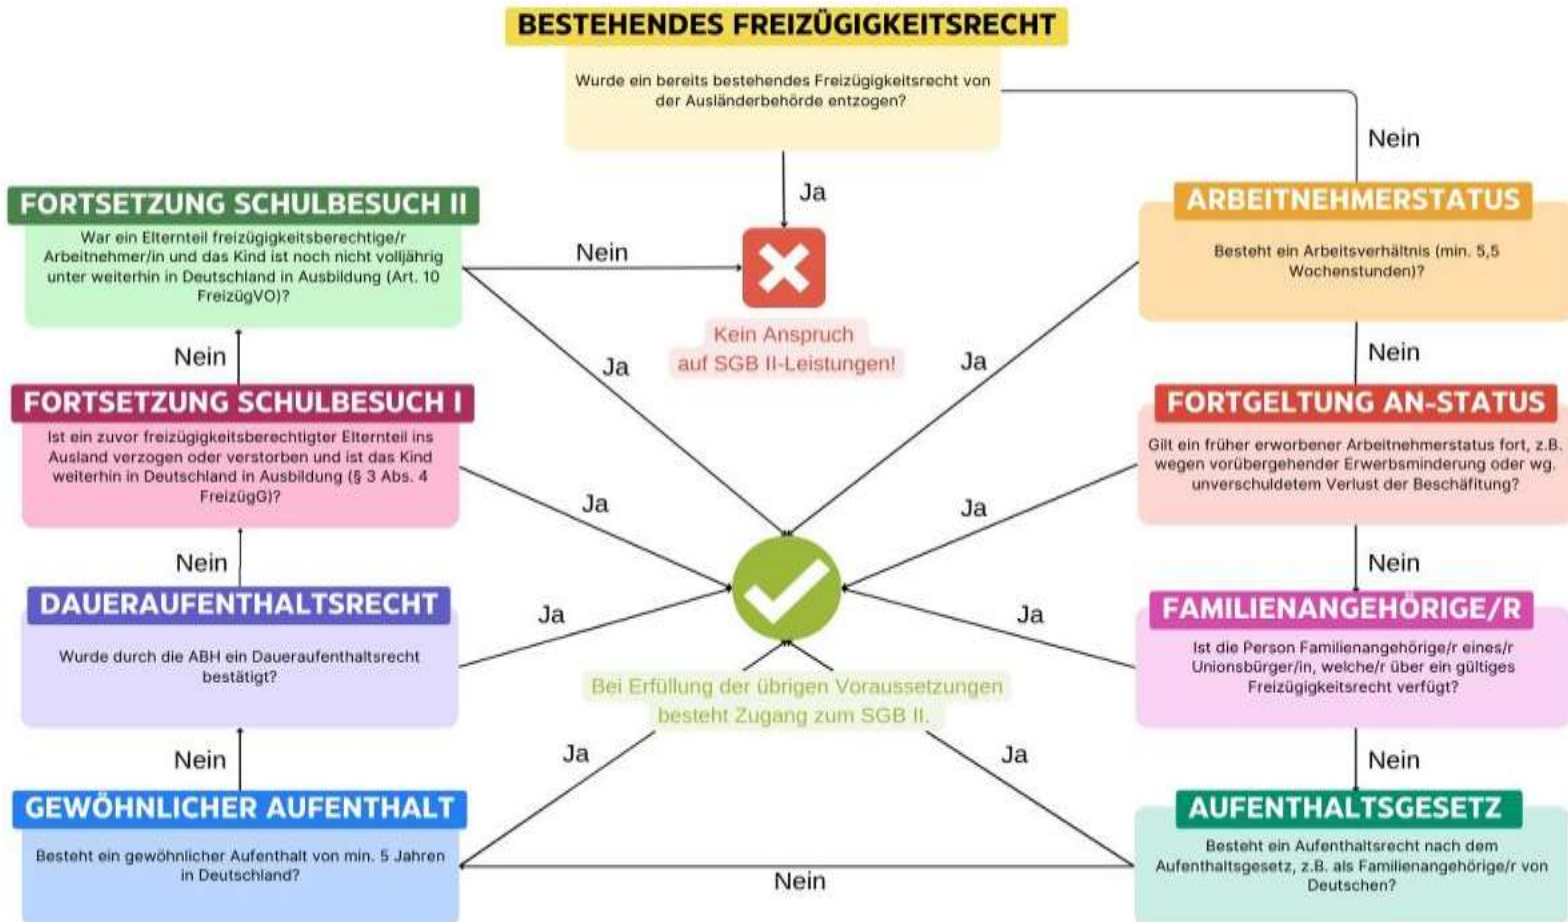 BESTEHENDES FREIZÜGIGKEITSRECHT
Wurde ein bereits bestehendes Freizügigkeitsrecht von
der Ausländerbehörde entzogen?
Nein
Ja
ARBEITNEHMERSTATUS
Besteht ein Arbeitsverhältnis (min. 5,5
Wochenstunden)?
Ja
Nein
FORTGELTUNG AN-STATUS
Gilt ein früher erworbener Arbeitnehmerstatus fort, z.B.
wegen vorübergehender Erwerbsminderung oder wg.
unverschuldetem Verlust der Beschäfitung?
Ja
Nein
FAMILIENANGEHÖRIGE/R
Ist die Person Familienangehörige/r eines/r
Unionsbürger/in, welche/r über ein gültiges
Freizügigkeitsrecht verfügt?
Ja
Nein
AUFENTHALTSGESETZ
Besteht ein Aufenthaltsrecht nach dem
Aufenthaltsgesetz, z.B. als Familienangehörige/r von
Deutschen?
Ja
Nein
GEWÖHNLICHER AUFENTHALT
Besteht ein gewöhnlicher Aufenthalt von min. 5 Jahren
in Deutschland?
Ja
Nein
DAUERAUFENTHALTSRECHT
Wurde durch die ABH ein Daueraufenthaltsrecht
bestätigt?
Ja
Nein
FORTSETZUNG SCHULBESUCH I
Ist ein zuvor freizügigkeitsberechtigter Elternteil ins
Ausland verzogen oder verstorben und ist das Kind
weiterhin in Deutschland in Ausbildung (§ 3 Abs. 4
FreizügG)?
Ja
Nein
FORTSETZUNG SCHULBESUCH II
War ein Elternteil freizügigkeitsberechtige/r
Arbeitnehmer/in und das Kind ist noch nicht volljährig
unter weiterhin in Deutschland in Ausbildung (Art. 10
FreizügVO)?
Ja
Nein
Kein Anspruch
auf SGB II-Leistungen!
Bei Erfüllung der übrigen Voraussetzungen
besteht Zugang zum SGB II.